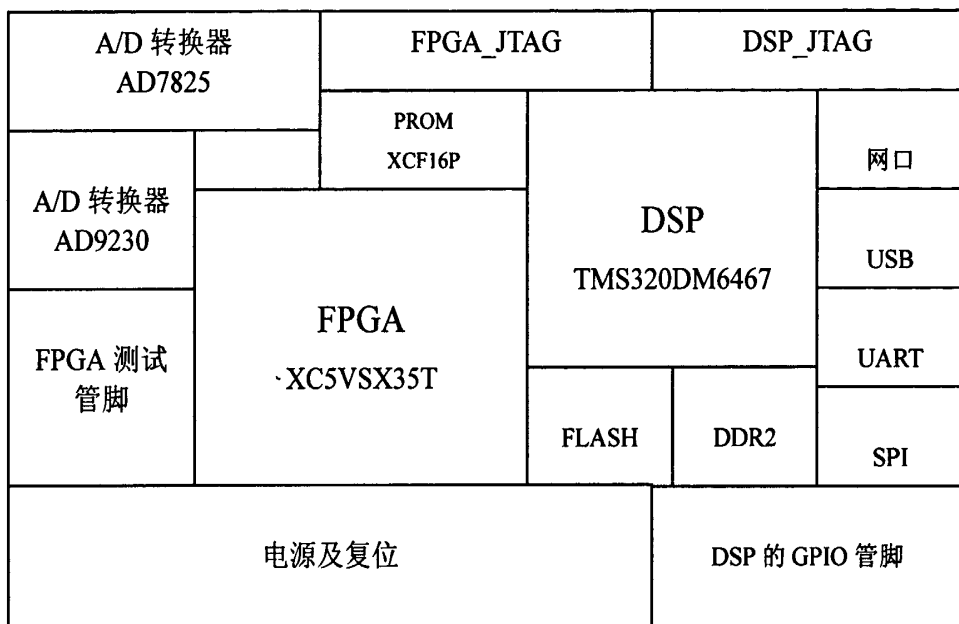 A/D 转换器
AD7825
FPGA_JTAG
DSP_JTAG
PROM
XCF16P
网口
A/D 转换器
AD9230
DSP
TMS320DM6467
USB
FPGA
XC5VSX35T
FPGA 测试
管脚
UART
FLASH
DDR2
SPI
电源及复位
DSP 的 GPIO 管脚